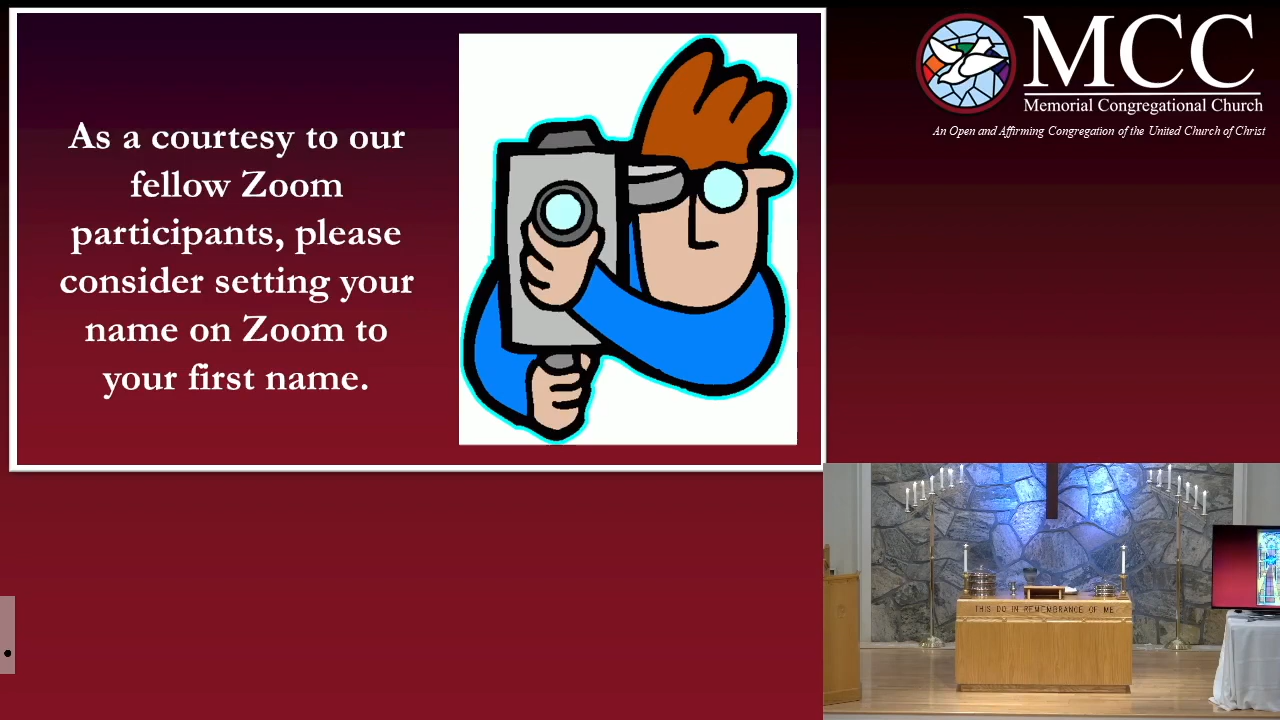 As a courtesy to our
fellow Zoom
participants, please
consider setting your
name on Zoom to
your first name.
MCC
Memorial Congregational Church
An Open and Affirming Congregation of the United Church of Christ
THIS DO IN REMEMBRANCE OF ME